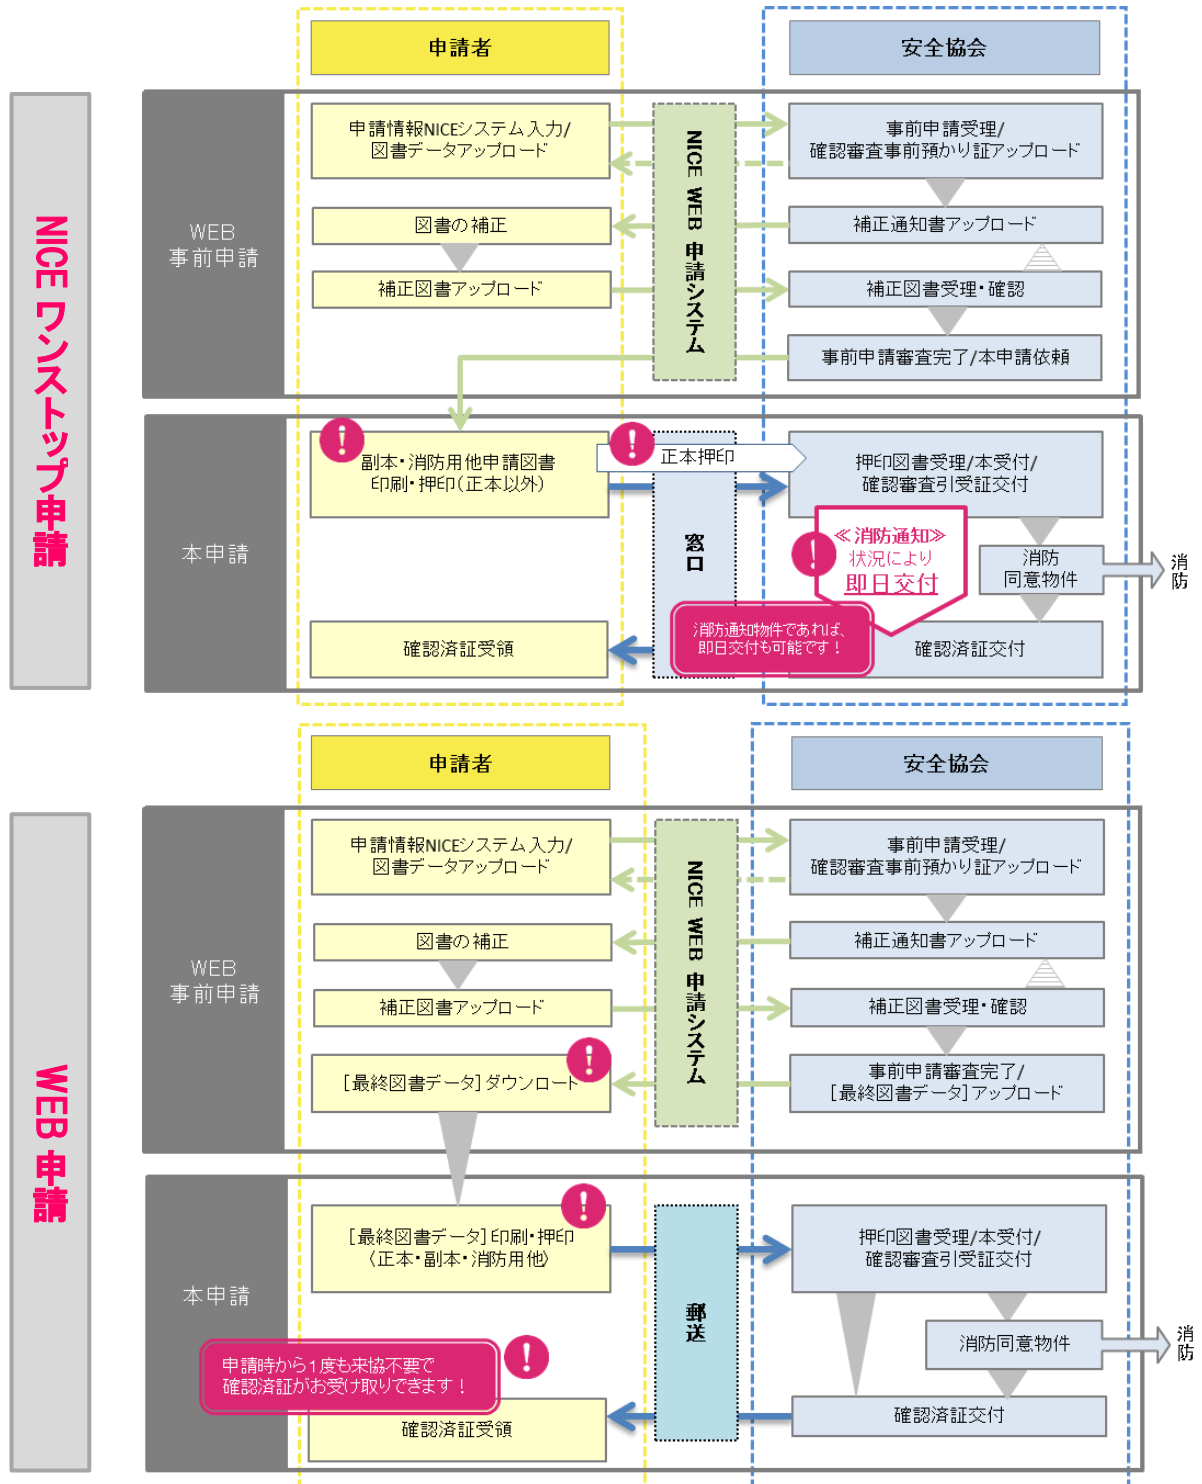 申請者
安全協会
NICE ワンストップ申請
WEB
事前申請
申請情報NICEシステム入力/
図書データアップロード
NICE WEB 申請システム
事前申請受理/
確認審査事前預かり証アップロード
図書の補正
補正通知書アップロード
補正図書アップロード
補正図書受理・確認
事前申請審査完了/本申請依頼
本申請
副本・消防用他申請図書
印刷・押印(正本以外)
正本押印
窓口
押印図書受理/本受付/
確認審査引受証交付
≪消防通知≫
状況により
即日交付
消防
同意物件
消防
消防通知物件であれば、
即日交付も可能です!
確認済証受領
確認済証交付
申請者
安全協会
WEB 申請
WEB
事前申請
申請情報NICEシステム入力/
図書データアップロード
NICE WEB 申請システム
事前申請受理/
確認審査事前預かり証アップロード
図書の補正
補正通知書アップロード
補正図書アップロード
補正図書受理・確認
[最終図書データ]ダウンロード
事前申請審査完了/
[最終図書データ]アップロード
本申請
[最終図書データ]印刷・押印
〈正本・副本・消防用他〉
郵送
押印図書受理/本受付/
確認審査引受証交付
消防同意物件
消防
申請時から1度も来協不要で
確認済証がお受け取りできます!
確認済証受領
確認済証交付